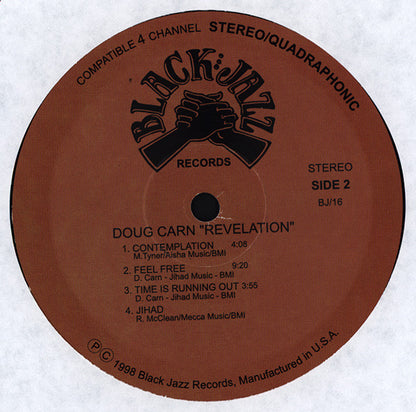 COMPATIBLE 4 CHANNEL STEREO/QUADRAPHONIC
BLACK JAZZ
RECORDS
STEREO
SIDE 2
BJ/16
DOUG CARN "REVELATION"
1. CONTEMPLATION 4:08
M.Tyner/Aisha Music/BMI
2. FEEL FREE 9:20
D. Carn - Jihad Music - BMI
3. TIME IS RUNNING OUT 3:55
D. Carn - Jihad Music - BMI
4. JIHAD
R. McClean/Mecca Music/BMI
Ⓟ © 1998 Black Jazz Records, Manufactured in U.S.A.